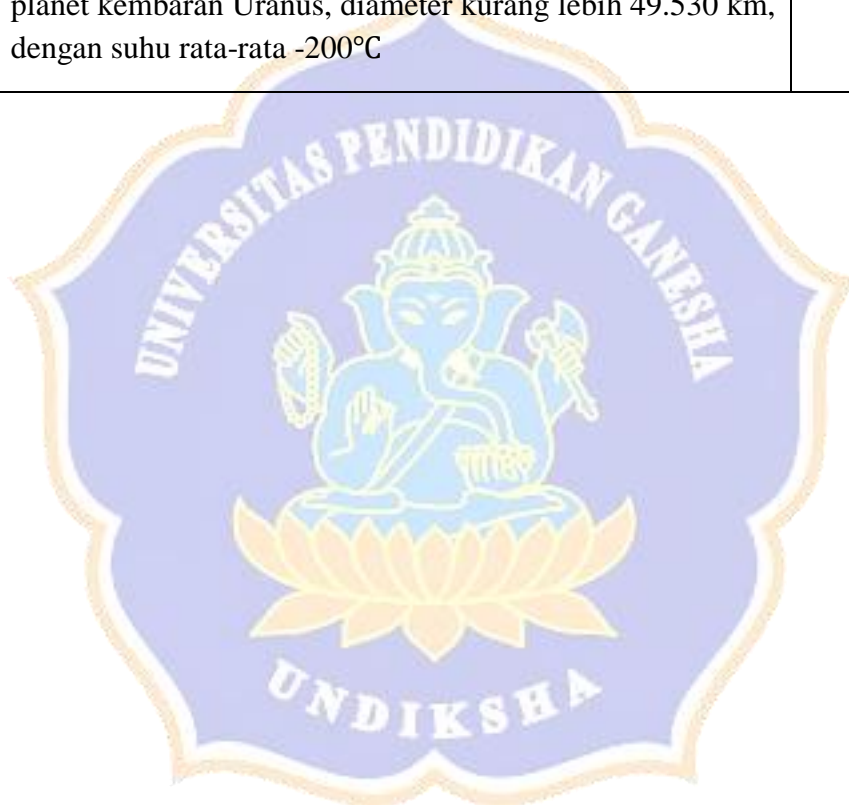 planet kembaran Uranus, diameter kurang lebih 49.530 km,
dengan suhu rata-rata -200°C
UNIVERSITAS PENDIDIKAN GANESHA
UNDIKSHA